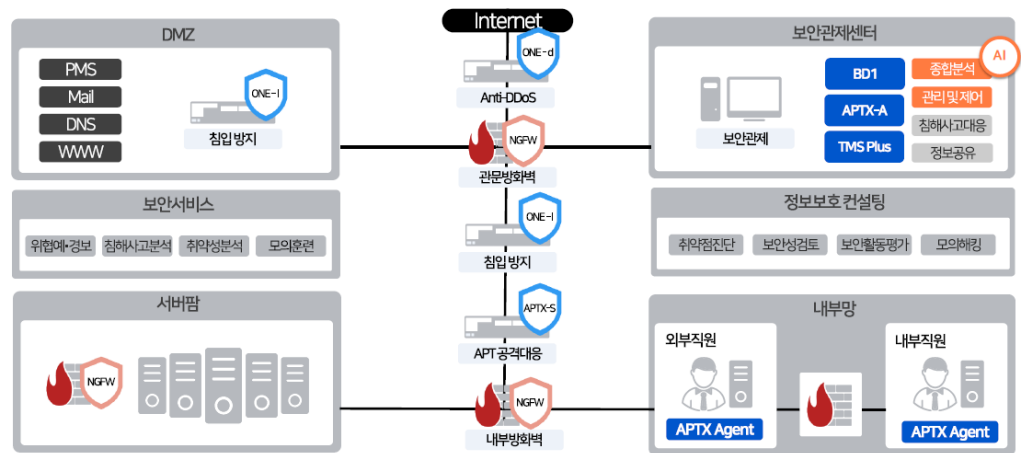 Internet
DMZ
PMS
Mail
DNS
WWW
ONE-I
침입 방지
ONE-d
Anti-DDoS
NGFW
관문방화벽
ONE-I
침입 방지
APTX-S
APT 공격대응
NGFW
내부방화벽
보안관제센터
AI
보안관제
BD1
APTX-A
TMS Plus
종합분석
관리 및 제어
침해사고대응
정보공유
보안서비스
위협예•경보
침해사고분석
취약성분석
모의훈련
정보보호 컨설팅
취약점진단
보안성검토
보안활동평가
모의해킹
서버팜
NGFW
내부망
외부직원
APTX Agent
내부직원
APTX Agent